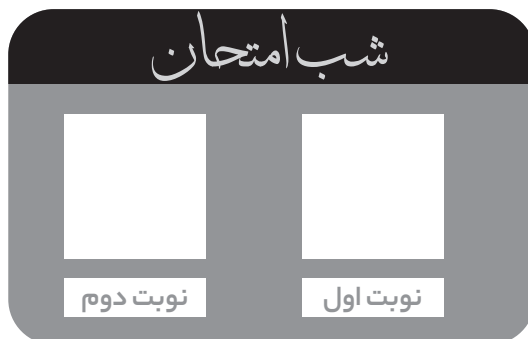 شب امتحان
نوبت اول
نوبت دوم